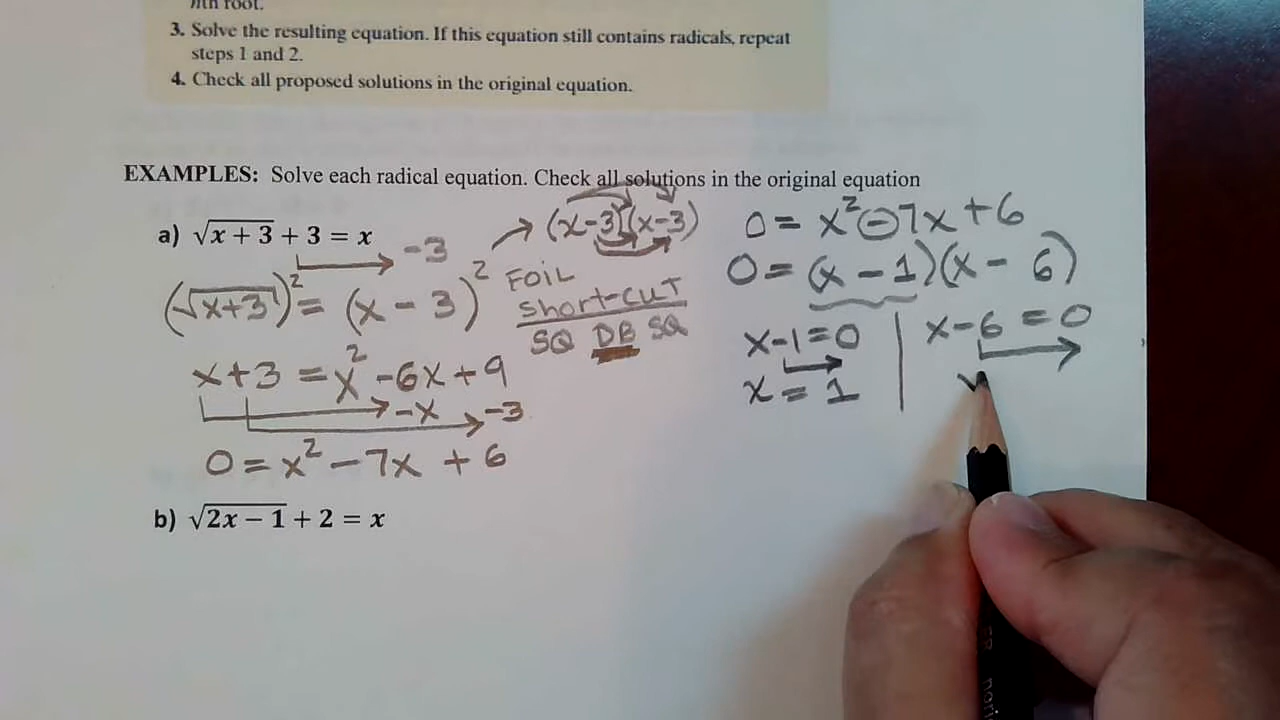 nth root.
3. Solve the resulting equation. If this equation still contains radicals, repeat
steps 1 and 2.
4. Check all proposed solutions in the original equation.
EXAMPLES: Solve each radical equation. Check all solutions in the original equation
a) √x + 3 + 3 = x
-3
(√x+3)² = (x - 3)²
x+3 = x² -6x+9
-x -3
0 = x² - 7x + 6
(x-3)(x-3)
FOIL
Short-cut
SQ DB SQ
0 = x² - 7x + 6
0 = (x - 1)(x - 6)
x-1=0
x = 1
x-6 = 0
b) √2x − 1 + 2 = x